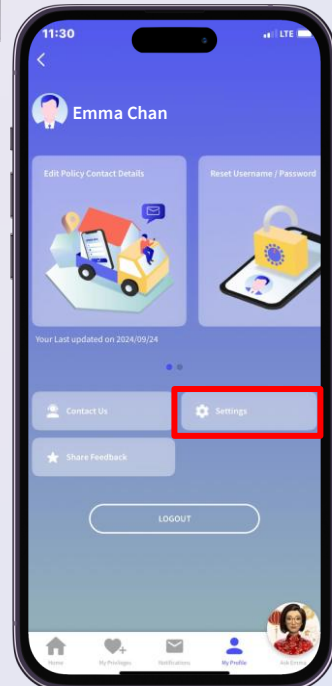 11:30
LTE
Emma Chan
Edit Policy Contact Details
Reset Username / Password
Your Last updated on 2024/09/24
Contact Us
Settings
Share Feedback
LOGOUT
Home
My Privileges
Notifications
My Profile
Ask Emma